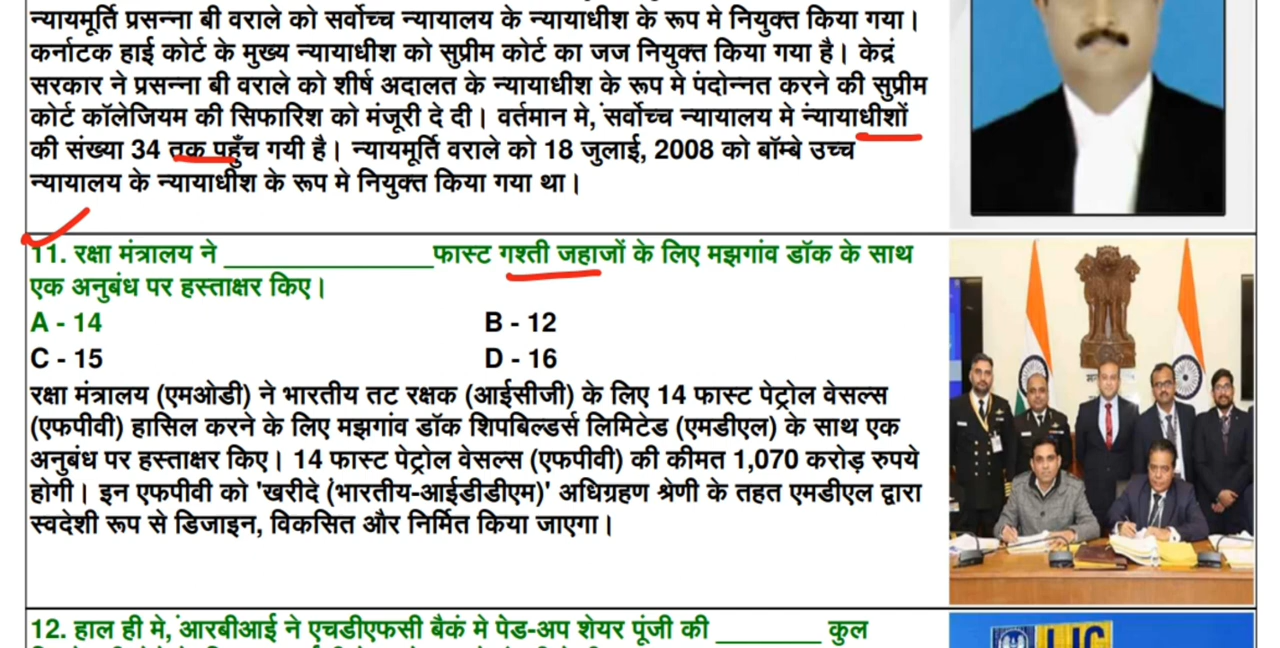 न्यायमूर्ति प्रसन्ना बी वराले को सर्वोच्च न्यायालय के न्यायाधीश के रूप मे नियुक्त किया गया।
कर्नाटक हाई कोर्ट के मुख्य न्यायाधीश को सुप्रीम कोर्ट का जज नियुक्त किया गया है। केद्रं
सरकार ने प्रसन्ना बी वराले को शीर्ष अदालत के न्यायाधीश के रूप मे पंदोन्नत करने की सुप्रीम
कोर्ट कॉलेजियम की सिफारिश को मंजूरी दे दी। वर्तमान मे, सर्वोच्च न्यायालय मे न्यायाधीशों
की संख्या 34 तक पहुँच गयी है। न्यायमूर्ति वराले को 18 जुलाई, 2008 को बॉम्बे उच्च
न्यायालय के न्यायाधीश के रूप मे नियुक्त किया गया था।
11. रक्षा मंत्रालय ने ______________फास्ट गश्ती जहाजों के लिए मझगांव डॉक के साथ
एक अनुबंध पर हस्ताक्षर किए।
A - 14 B - 12
C - 15 D - 16
रक्षा मंत्रालय (एमओडी) ने भारतीय तट रक्षक (आईसीजी) के लिए 14 फास्ट पेट्रोल वेसल्स
(एफपीवी) हासिल करने के लिए मझगांव डॉक शिपबिल्डर्स लिमिटेड (एमडीएल) के साथ एक
अनुबंध पर हस्ताक्षर किए। 14 फास्ट पेट्रोल वेसल्स (एफपीवी) की कीमत 1,070 करोड़ रुपये
होगी। इन एफपीवी को 'खरीदे (भारतीय-आईडीडीएम)' अधिग्रहण श्रेणी के तहत एमडीएल द्वारा
स्वदेशी रूप से डिजाइन, विकसित और निर्मित किया जाएगा।
12. हाल ही मे, आरबीआई ने एचडीएफसी बैकं मे पेड-अप शेयर पूंजी की _______ कुल
LIC